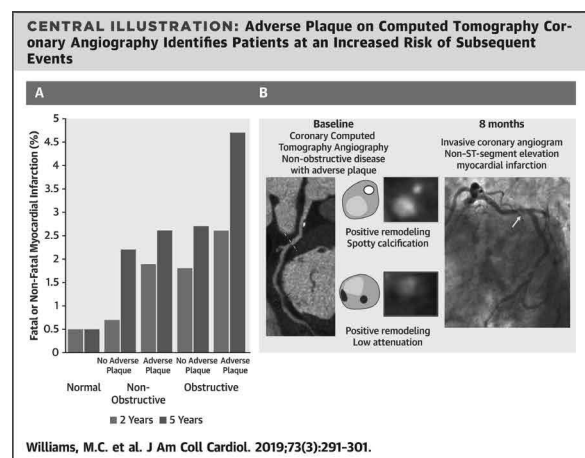 CENTRAL ILLUSTRATION: Adverse Plaque on Computed Tomography Cor-
onary Angiography Identifies Patients at an Increased Risk of Subsequent
Events
A
B
Fatal or Non-Fatal Myocardial Infarction (%)
5
4.5
4
3.5
3
2.5
2
1.5
1
0.5
0
No Adverse
Plaque
Adverse
Plaque
No Adverse
Plaque
Adverse
Plaque
Normal
Non-
Obstructive
Obstructive
2 Years
5 Years
Baseline
Coronary Computed
Tomography Angiography
Non-obstructive disease
with adverse plaque
Positive remodeling
Spotty calcification
Positive remodeling
Low attenuation
8 months
Invasive coronary angiogram
Non-ST-segment elevation
myocardial infarction
Williams, M.C. et al. J Am Coll Cardiol. 2019;73(3):291-301.